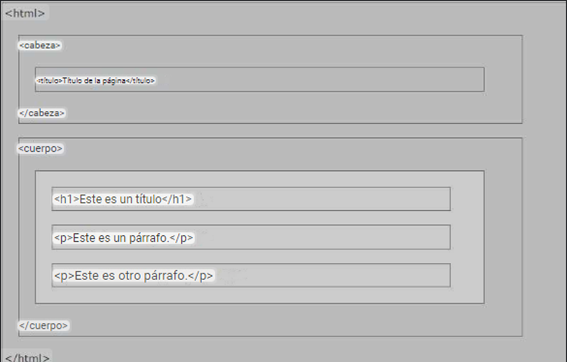 <html>
<cabeza>
<título>Título de la página</título>
</cabeza>
<cuerpo>
<h1>Este es un título</h1>
<p>Este es un párrafo.</p>
<p>Este es otro párrafo.</p>
</cuerpo>
</html>